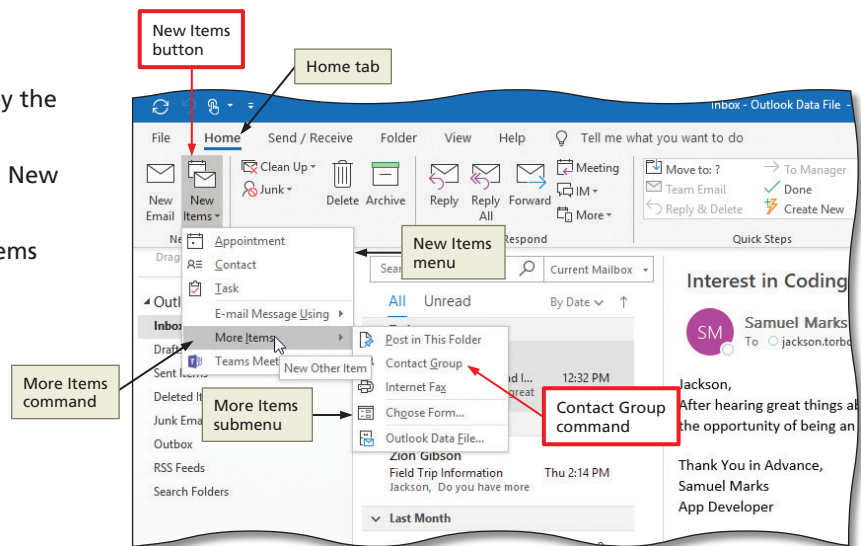 New Items
button
Home tab
y the
New
ems
Inbox - Outlook Data File -
File Home Send / Receive Folder View Help Tell me what you want to do
New
Email
New
Items
Clean Up
Junk
Delete
Archive
Reply
Reply
All
Forward
Meeting
IM
More
Move to: ?
Team Email
Reply & Delete
To Manager
Done
Create New
Ne
Respond
Quick Steps
Drag
Appointment
Contact
Task
E-mail Message Using
More Items
Teams Meet
New Other Item
New Items
menu
Sear
Current Mailbox
All Unread By Date
Outl
Inbox
Draft
Sent Items
Deleted It
Junk Ema
Outbox
RSS Feeds
Search Folders
More Items
command
More Items
submenu
Post in This Folder
Contact Group
Internet Fax
Choose Form...
Outlook Data File...
Contact Group
command
d I... 12:32 PM
great
Zion Gibson
Field Trip Information Thu 2:14 PM
Jackson, Do you have more
Last Month
Interest in Coding
SM
Samuel Marks
To jackson.torbo
Jackson,
After hearing great things ab
the opportunity of being an
Thank You in Advance,
Samuel Marks
App Developer